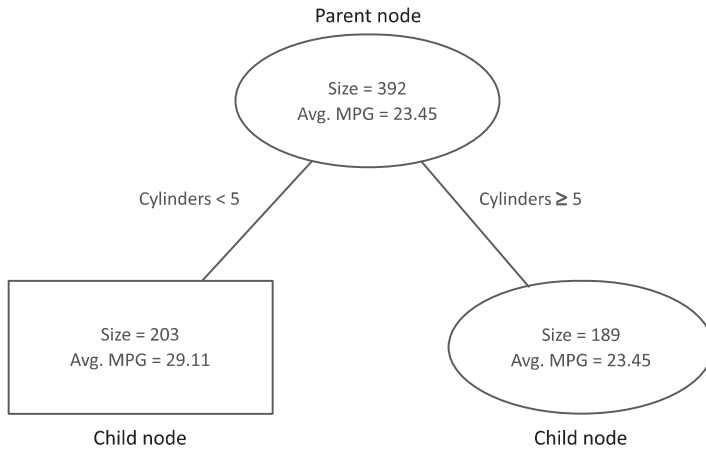 Parent node
Size = 392
Avg. MPG = 23.45
Cylinders < 5
Cylinders ≥ 5
Size = 203
Avg. MPG = 29.11
Size = 189
Avg. MPG = 23.45
Child node
Child node